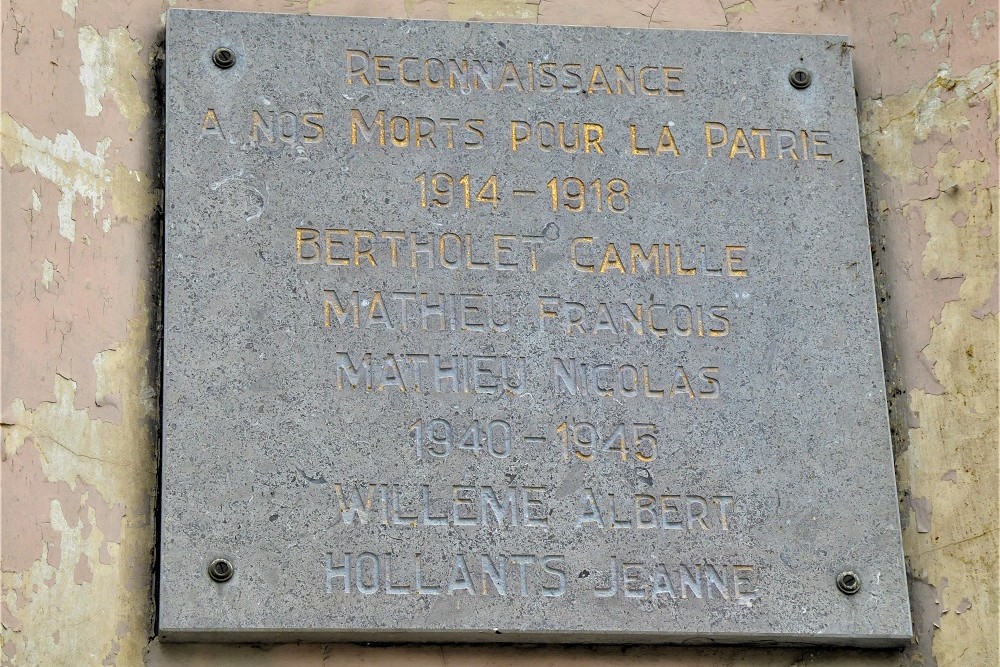 RECONNAISSANCE
A NOS MORTS POUR LA PATRIE
1914 - 1918
BERTHOLET CAMILLE
MATHIEU FRANÇOIS
MATHIEU NICOLAS
1940 - 1945
WILLEME ALBERT
HOLLANTS JEANNE